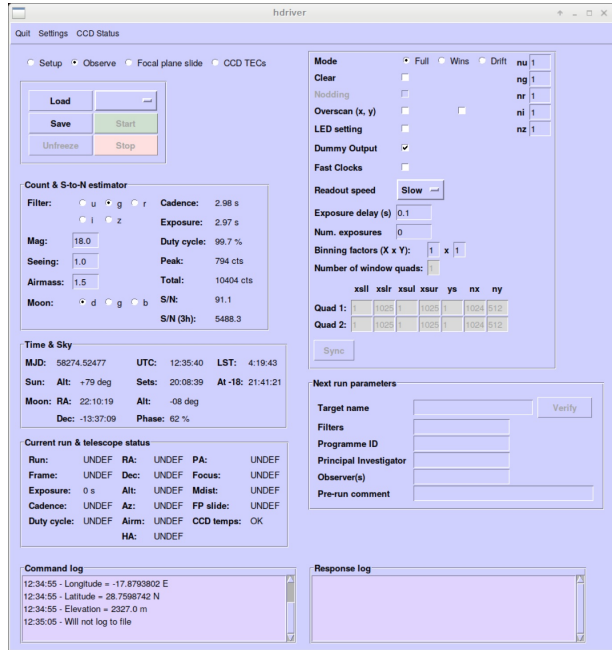 hdriver
Quit Settings CCD Status
Setup Observe Focal plane slide CCD TECs
Load
Save Start
Unfreeze Stop
Count & S-to-N estimator
Filter: u g r Cadence: 2.98 s
i z Exposure: 2.97 s
Mag: 18.0 Duty cycle: 99.7 %
Seeing: 1.0 Peak: 794 cts
Airmass: 1.5 Total: 10404 cts
Moon: d g b S/N: 91.1
S/N (3h): 5488.3
Time & Sky
MJD: 58274.52477 UTC: 12:35:40 LST: 4:19:43
Sun: Alt: +79 deg Sets: 20:08:39 At -18: 21:41:21
Moon: RA: 22:10:19 Alt: -08 deg
Dec: -13:37:09 Phase: 62 %
Current run & telescope status
Run: UNDEF RA: UNDEF PA: UNDEF
Frame: UNDEF Dec: UNDEF Focus: UNDEF
Exposure: 0 s Alt: UNDEF Mdist: UNDEF
Cadence: UNDEF Az: UNDEF FP slide: UNDEF
Duty cycle: UNDEF Airm: UNDEF CCD temps: OK
HA: UNDEF
Mode Full Wins Drift nu 1
Clear ng 1
Nodding nr 1
Overscan (x, y) ni 1
LED setting nz 1
Dummy Output
Fast Clocks
Readout speed Slow
Exposure delay (s) 0.1
Num. exposures 0
Binning factors (X x Y): 1 x 1
Number of window quads: 1
xsll xslr xsul xsur ys nx ny
Quad 1: 1 1025 1 1025 1 1024 512
Quad 2: 1 1025 1 1025 1 1024 512
Sync
Next run parameters
Target name Verify
Filters
Programme ID
Principal Investigator
Observer(s)
Pre-run comment
Command log
12:34:55 - Longitude = -17.8793802 E
12:34:55 - Latitude = 28.7598742 N
12:34:55 - Elevation = 2327.0 m
12:35:05 - Will not log to file
Response log